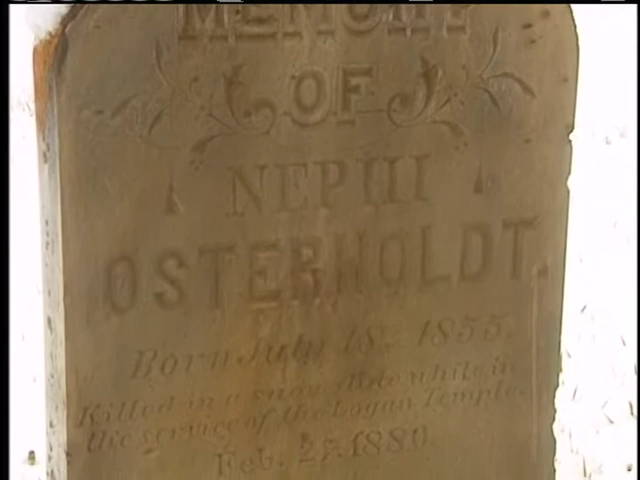 MEMORY
OF
NEPHI
OSTERHOLDT.
Born July 18, 1855.
Killed in a snow slide while in
the service of the Logan Temple.
Feb. 1880.